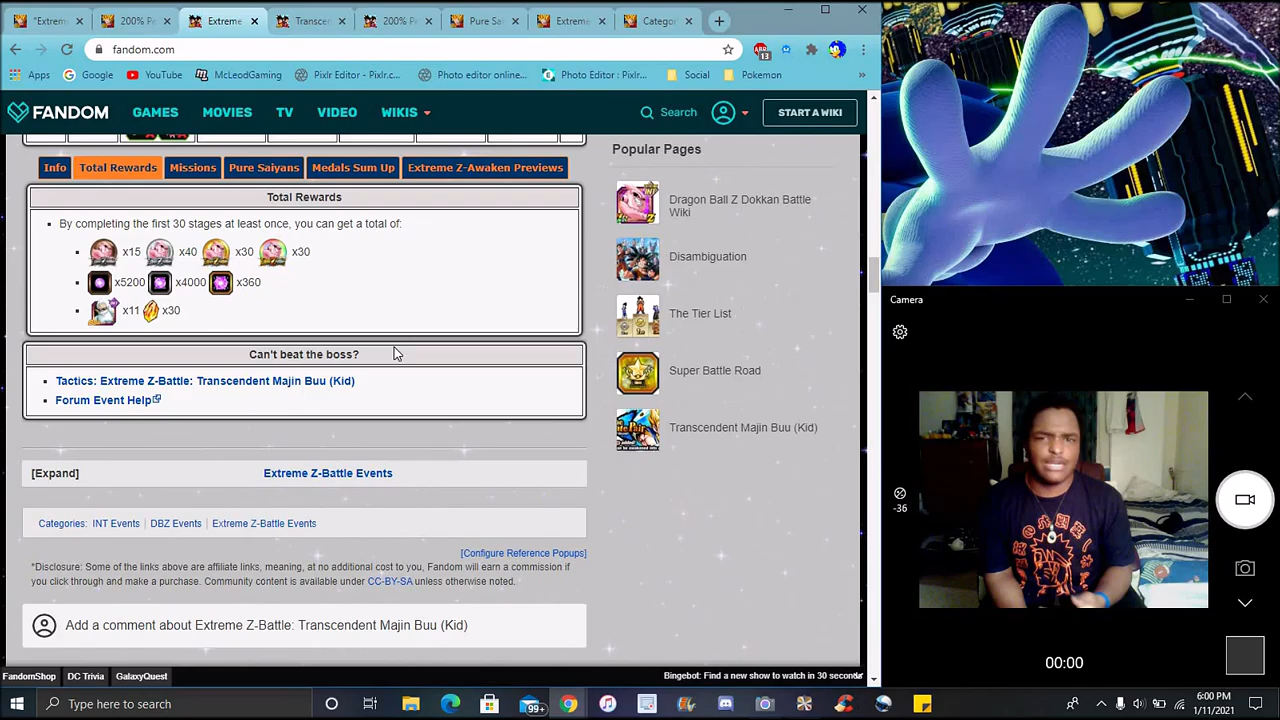 "Extrem
200% Pa
Extreme
Transcen
200% P
Pure Sa
Extreme
Categor
fandom.com
13
Apps
Google
YouTube
McLeodGaming
Pixlr Editor - Pixlr.c...
Photo editor online...
Photo Editor : Pixlr...
Social
Pokemon
FANDOM
GAMES
MOVIES
TV
VIDEO
WIKIS
Search
START A WIKI
Info
Total Rewards
Missions
Pure Saiyans
Medals Sum Up
Extreme Z-Awaken Previews
Total Rewards
By completing the first 30 stages at least once, you can get a total of:
x15 x40 x30 x30
x5200 x4000 x360
x11 x30
Can't beat the boss?
Tactics: Extreme Z-Battle: Transcendent Majin Buu (Kid)
Forum Event Help
[Expand]
Extreme Z-Battle Events
Categories: INT Events | DBZ Events | Extreme Z-Battle Events
[Configure Reference Popups]
*Disclosure: Some of the links above are affiliate links, meaning, at no additional cost to you, Fandom will earn a commission if
you click through and make a purchase. Community content is available under CC-BY-SA unless otherwise noted.
Add a comment about Extreme Z-Battle: Transcendent Majin Buu (Kid)
Popular Pages
Dragon Ball Z Dokkan Battle
Wiki
Disambiguation
The Tier List
Super Battle Road
Transcendent Majin Buu (Kid)
FandomShop
DC Trivia
GalaxyQuest
Bingebot: Find a new show to watch in 30 seconds
Camera
-36
00:00
Type here to search
99+
6:00 PM
1/11/2021